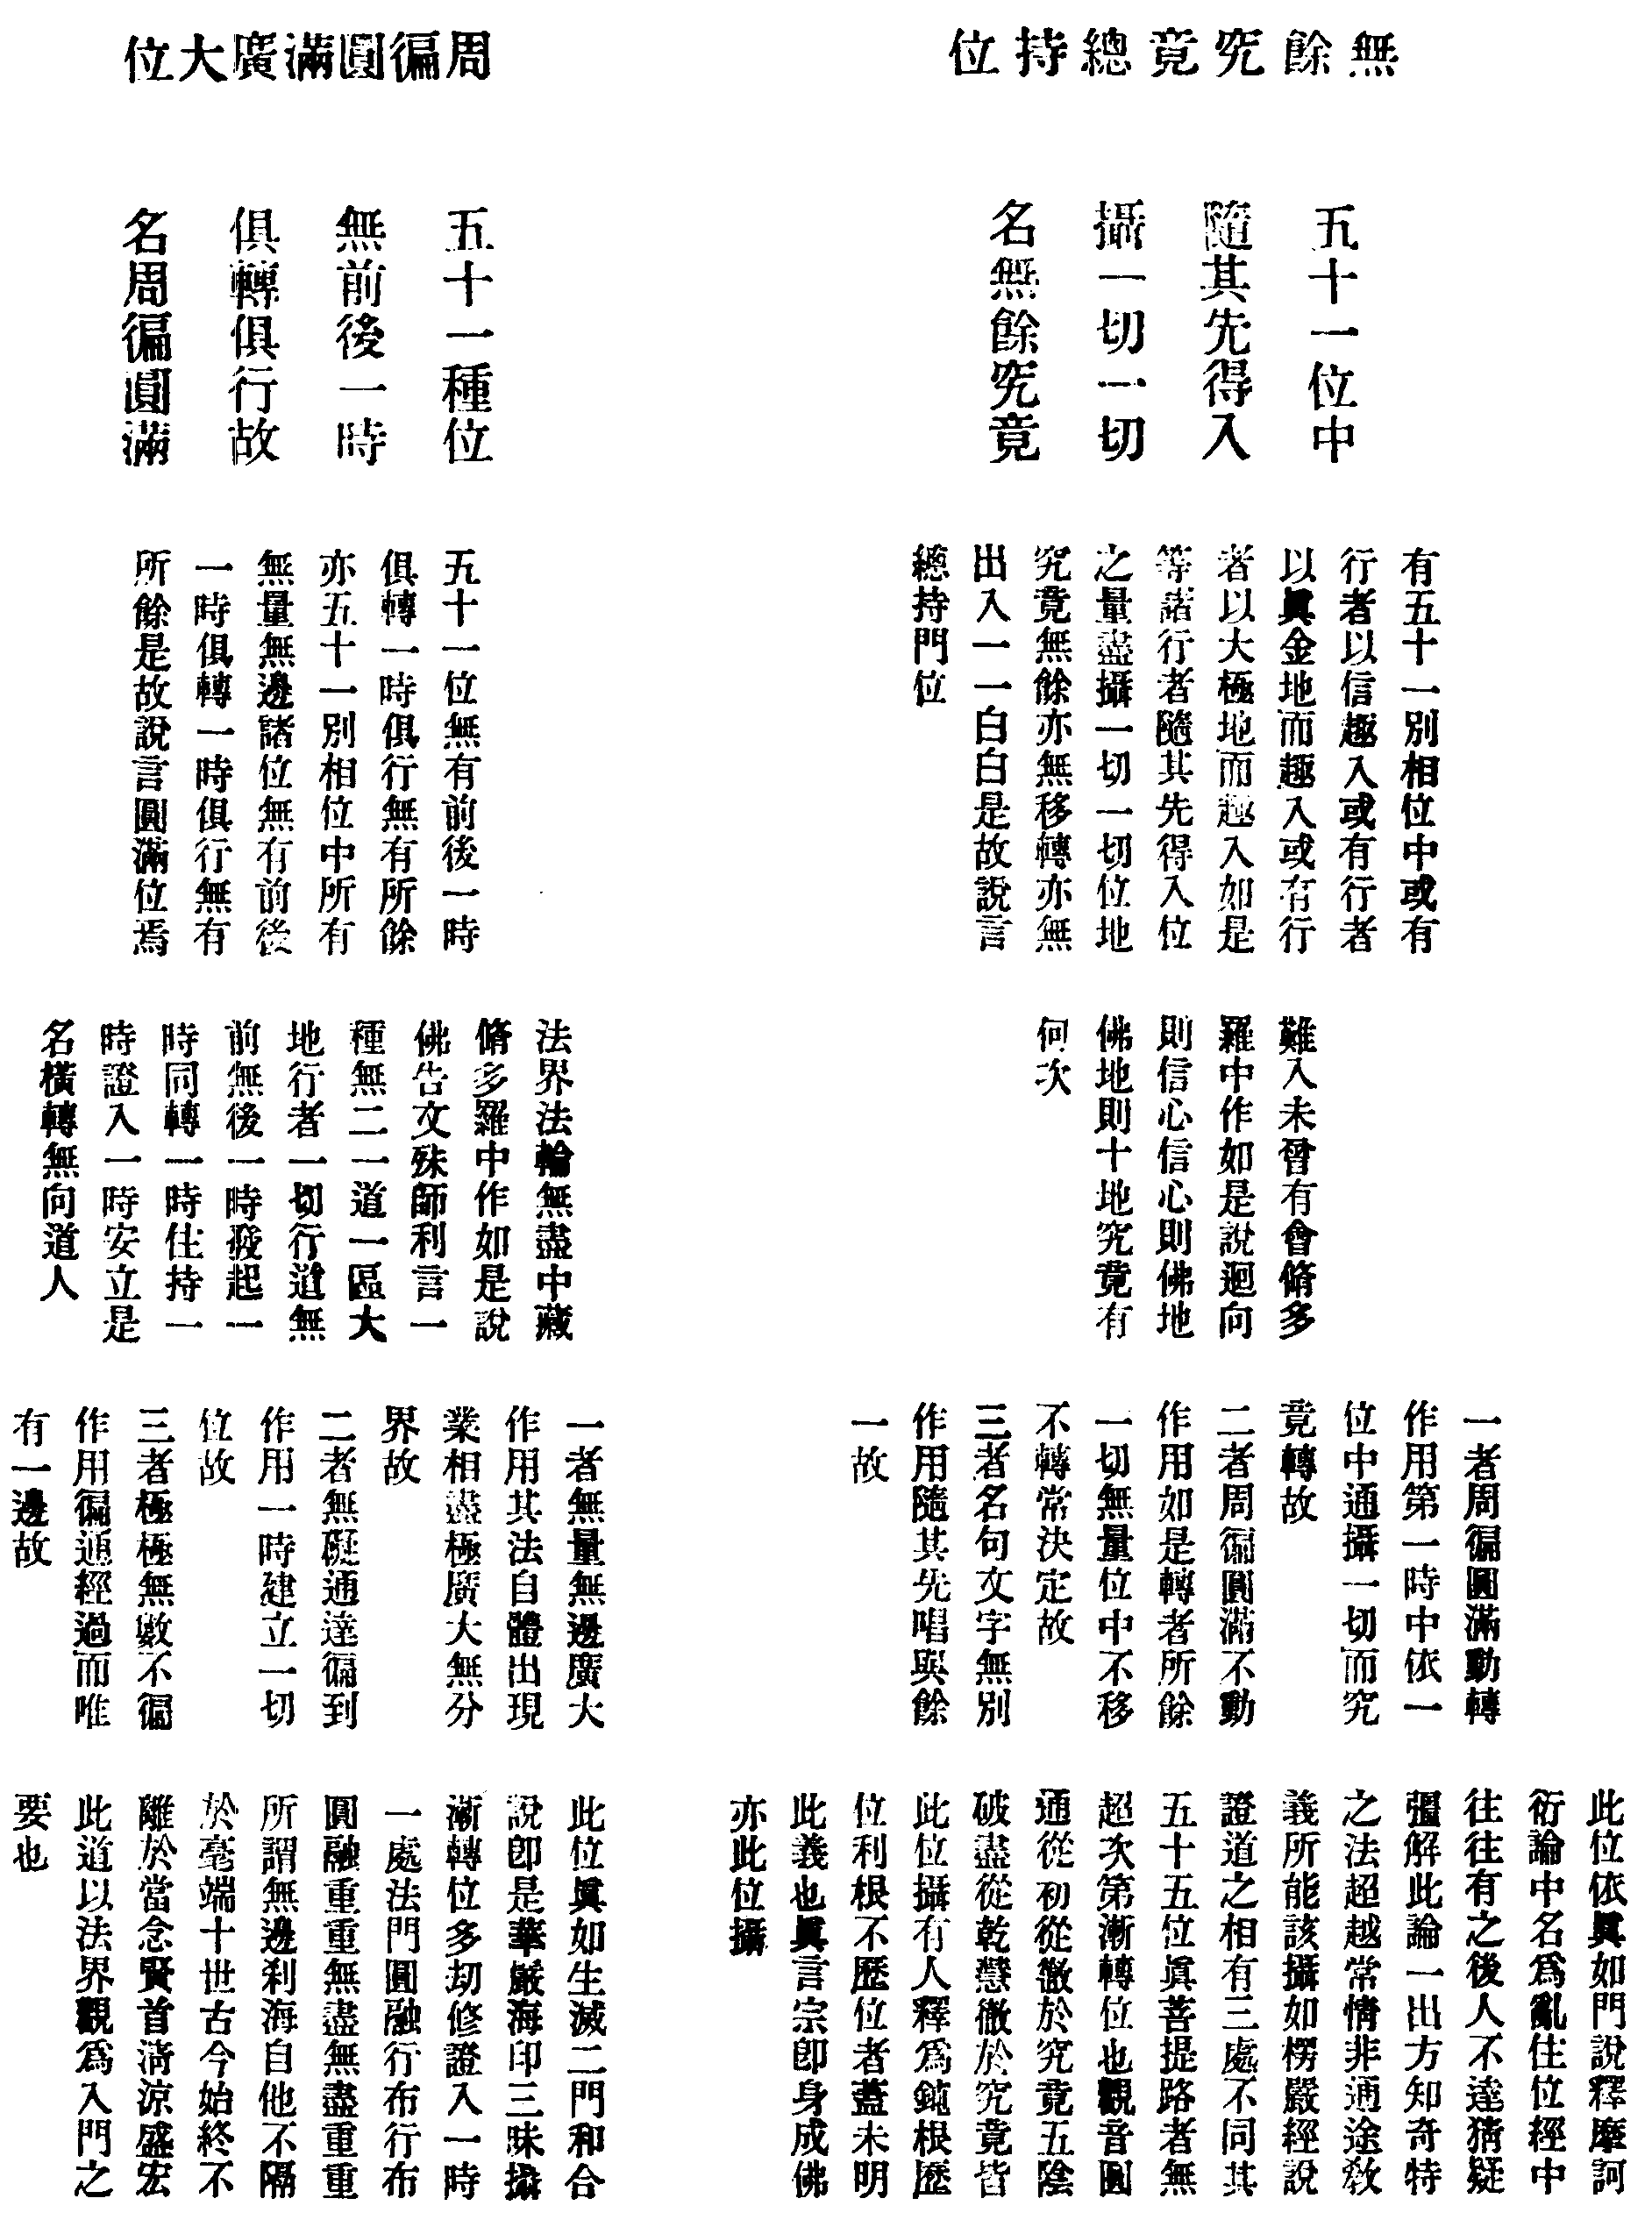 無餘究竟總持位
五十一位中
隨其先得入
攝一切一切
名無餘究竟
有五十一別相位中或有
行者以信趣入或有行者
以眞金地而趣入或有行
者以大極地而趣入如是
等諸行者隨其先得入位
之量盡攝一切一切位地
究竟無餘亦無移轉亦無
出入一一白白是故說言
總持門位
難入未曾有會脩多
羅中作如是說迴向
則信心信心則佛地
佛地則十地究竟有
何次
一者周徧圓滿動轉
作用第一時中依一
位中通攝一切而究
竟轉故
二者周徧圓滿不動
作用如是轉者所餘
一切無量位中不移
不轉常決定故
三者名句文字無別
作用隨其先唱與餘
一故
此位依眞如門說釋摩訶
衍論中名爲亂住位經中
往往有之後人不達猜疑
彊解此論一出方知奇特
之法超越常情非通途敎
義所能該攝如楞嚴經說
證道之相有三處不同其
五十五位眞菩提路者無
超次第漸轉位也觀音圓
通從初從徹於究竟五陰
破盡從乾慧徹於究竟皆
此位攝有人釋爲鈍根歷
位利根不歷位者蓋未明
此義也眞言宗卽身成佛
亦此位攝
周徧圓滿廣大位
五十一種位
無前後一時
俱轉俱行故
名周徧圓滿
五十一位無有前後一時
俱轉一時俱行無有所餘
亦五十一別相位中所有
無量無邊諸位無有前後
一時俱轉一時俱行無有
所餘是故說言圓滿位焉
法界法輪無盡中藏
脩多羅中作如是說
佛告文殊師利言一
種無二一道一區大
地行者一切行道無
前無後一時發起一
時同轉一時住持一
時證入一時安立是
名橫轉無向道人
一者無量無邊廣大
作用其法自體出現
業相盡極廣大無分
界故
二者無礙通達徧到
作用一時建立一切
位故
三者極極無數不徧
作用徧通經過而唯
有一邊故
此位眞如生滅二門和合
說卽是華嚴海印三昧攝
漸轉位多劫修證入一時
一處法門圓融行布行布
圓融重重無盡無盡重重
所謂無邊刹海自他不隔
於毫端十世古今始終不
離於當念賢首淸涼盛宏
此道以法界觀爲入門之
要也